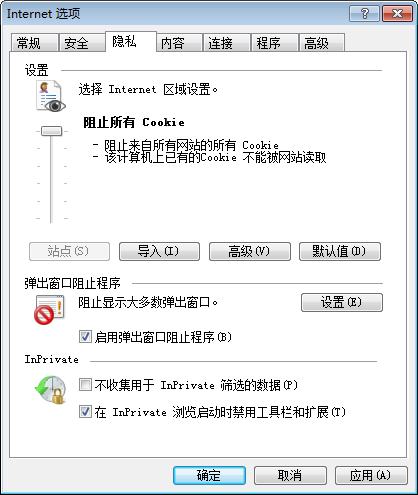 Internet 选项
常规 安全 隐私 内容 连接 程序 高级
设置
选择 Internet 区域设置。
阻止所有 Cookie
- 阻止来自所有网站的所有 Cookie
- 该计算机上已有的Cookie 不能被网站读取
站点(S) 导入(I) 高级(V) 默认值(D)
弹出窗口阻止程序
阻止显示大多数弹出窗口。 设置(E)
启用弹出窗口阻止程序(B)
InPrivate
不收集用于 InPrivate 筛选的数据(P)
在 InPrivate 浏览启动时禁用工具栏和扩展(T)
确定 取消 应用(A)